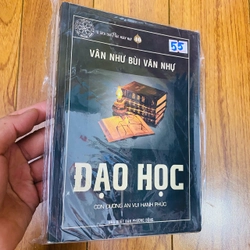 55
VÂN NHƯ BÙI VĂN NHỰ
ĐẠO HỌC
CON ĐƯỜNG AN VUI HẠNH PHÚC